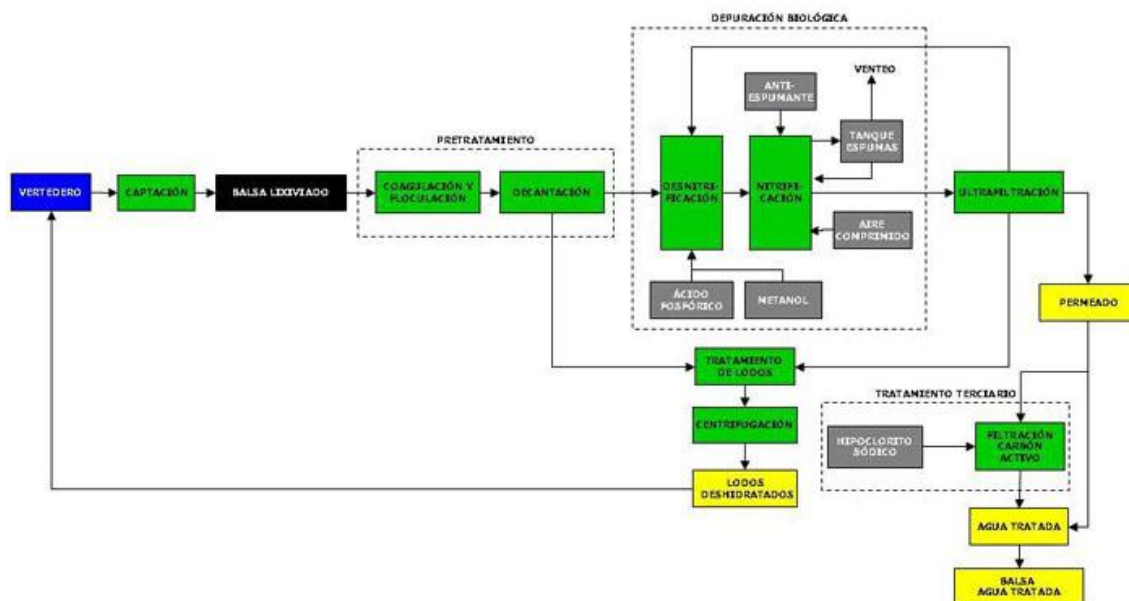 DEPURACIÓN BIOLÓGICA
VENTEO
ANTI-
ESPUMANTE
TANQUE
ESPUMAS
PRETRATAMIENTO
VERTEDERO
CAPTACIÓN
BALSA LIXIVIADO
COAGULACIÓN Y
FLOCULACIÓN
DECANTACIÓN
DESNITRI-
FICACIÓN
NITRIFI-
CACIÓN
ULTRAFILTRACIÓN
AIRE
COMPRIMIDO
ÁCIDO
FOSFÓRICO
METANOL
PERMEADO
TRATAMIENTO
DE LODOS
TRATAMIENTO TERCIARIO
CENTRIFUGACIÓN
HIPOCLORITO
SÓDICO
FILTRACIÓN
CARBÓN
ACTIVO
LODOS
DESHIDRATADOS
AGUA TRATADA
BALSA
AGUA TRATADA